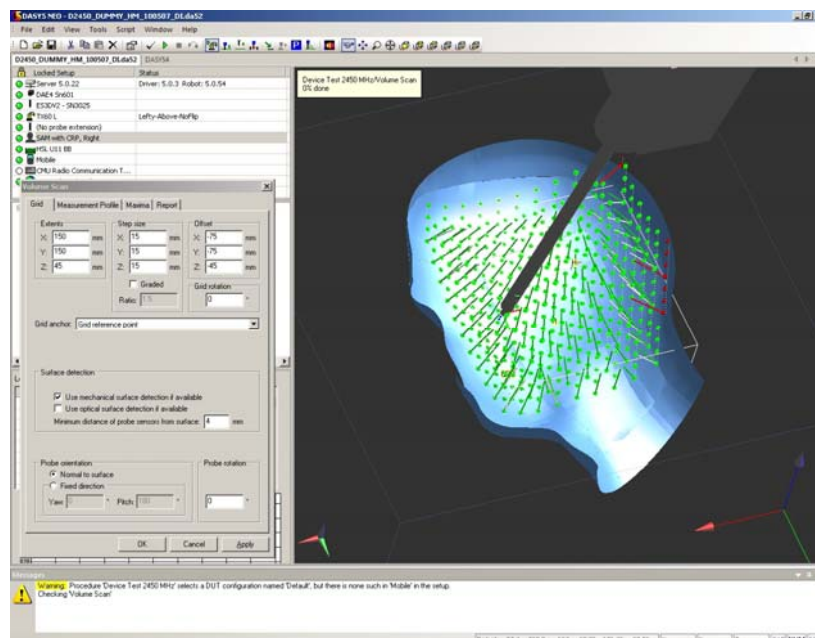 DASY5 NEO - D2450_DUMMY_HM_100507_DI.da52
File Edit View Tools Script Window Help
D2450_DUMMY_HM_100507_DI.da52 DASY54
Locked Setup Status
Server 5.0.22 Driver: 5.0.3 Robot: 5.0.54
DAE4 Sn601
ES3DV2 - SN3025
TX60 L Lefty-Above-NoFlip
(No probe extension)
SAM with CRP, Right
HSL U11 BB
Mobile
CMU Radio Communication T...
Device Test 2450 MHz/Volume Scan
0% done
Volume Scan
Grid Measurement Profile Maxima Report
Extents Step size Offset
X: 150 mm X: 15 mm X: -75 mm
Y: 150 mm Y: 15 mm Y: -75 mm
Z: 45 mm Z: 15 mm Z: -45 mm
Graded Grid rotation
Ratio: 1.5 0 °
Grid anchor: Grid reference point
Surface detection
Use mechanical surface detection if available
Use optical surface detection if available
Minimum distance of probe sensors from surface: 4 mm
Probe orientation Probe rotation
Normal to surface
Fixed direction
Yaw: 0 ° Pitch: 180 ° 0 °
OK Cancel Apply
Messages
Warning: Procedure 'Device Test 2450 MHz' selects a DUT configuration named 'Default', but there is none such in 'Mobile' in the setup.
Checking 'Volume Scan'